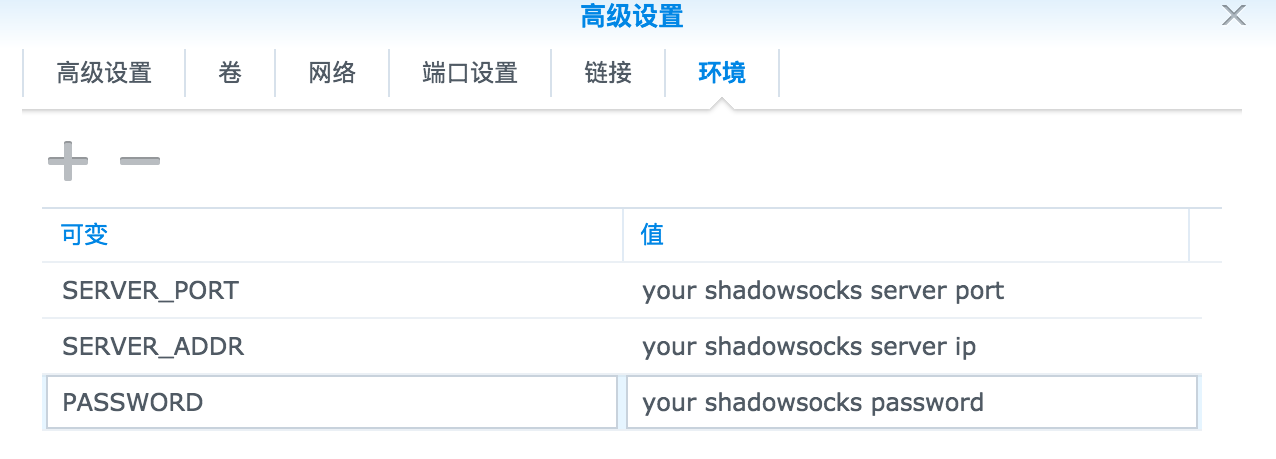 高级设置
高级设置 卷 网络 端口设置 链接 环境
可变 值
SERVER_PORT your shadowsocks server port
SERVER_ADDR your shadowsocks server ip
PASSWORD your shadowsocks password